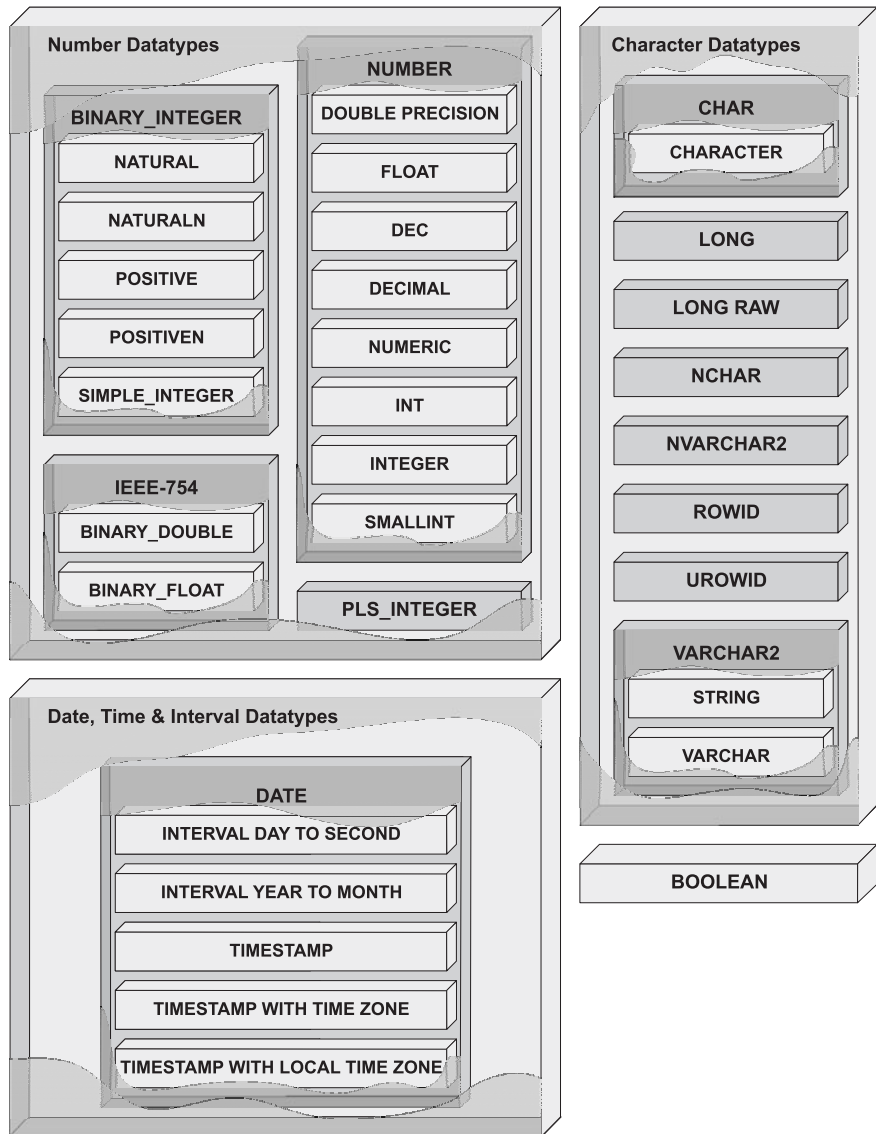 Number Datatypes
BINARY_INTEGER
NATURAL
NATURALN
POSITIVE
POSITIVEN
SIMPLE_INTEGER
IEEE-754
BINARY_DOUBLE
BINARY_FLOAT
NUMBER
DOUBLE PRECISION
FLOAT
DEC
DECIMAL
NUMERIC
INT
INTEGER
SMALLINT
PLS_INTEGER
Character Datatypes
CHAR
CHARACTER
LONG
LONG RAW
NCHAR
NVARCHAR2
ROWID
UROWID
VARCHAR2
STRING
VARCHAR
Date, Time & Interval Datatypes
DATE
INTERVAL DAY TO SECOND
INTERVAL YEAR TO MONTH
TIMESTAMP
TIMESTAMP WITH TIME ZONE
TIMESTAMP WITH LOCAL TIME ZONE
BOOLEAN